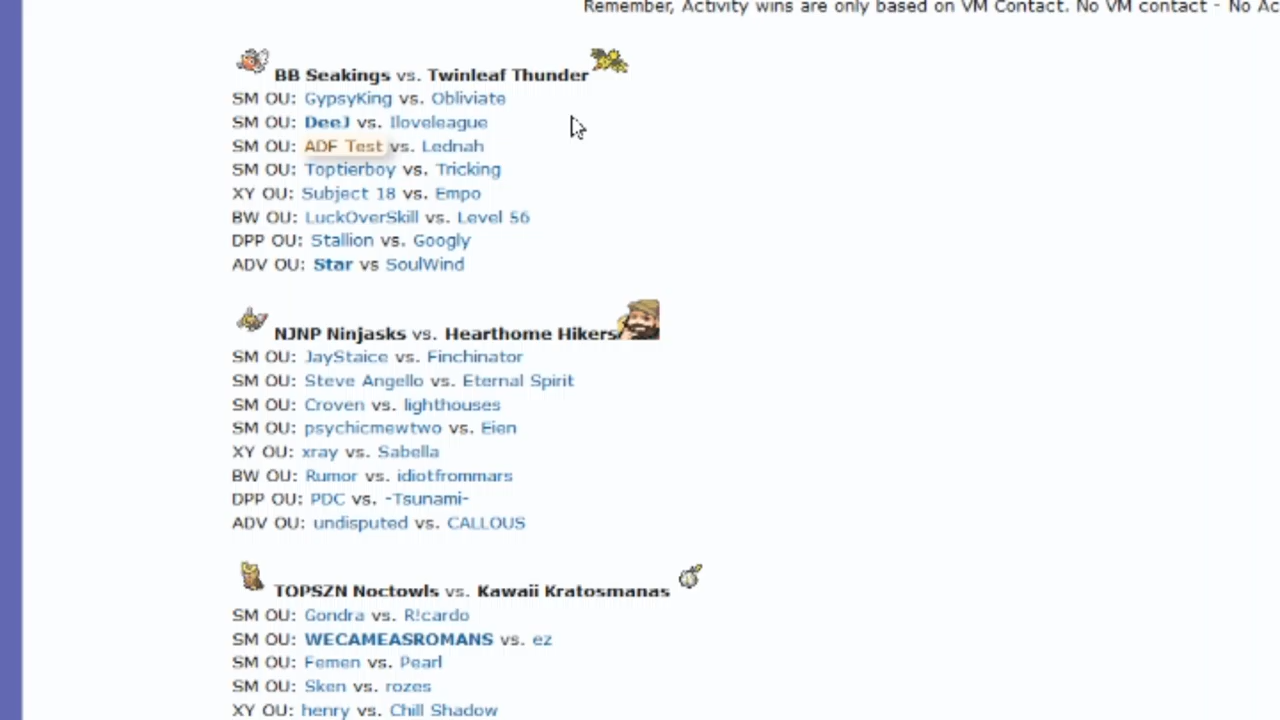 Remember, Activity wins are only based on VM Contact. No VM contact - No Ac
BB Seakings vs. Twinleaf Thunder
SM OU: GypsyKing vs. Obliviate
SM OU: DeeJ vs. Iloveleague
SM OU: ADF Test vs. Lednah
SM OU: Toptierboy vs. Tricking
XY OU: Subject 18 vs. Empo
BW OU: LuckOverSkill vs. Level 56
DPP OU: Stallion vs. Googly
ADV OU: Star vs SoulWind
NJNP Ninjasks vs. Hearthome Hikers
SM OU: JayStaice vs. Finchinator
SM OU: Steve Angello vs. Eternal Spirit
SM OU: Croven vs. lighthouses
SM OU: psychicmewtwo vs. Eien
XY OU: xray vs. Sabella
BW OU: Rumor vs. idiotfrommars
DPP OU: PDC vs. -Tsunami-
ADV OU: undisputed vs. CALLOUS
TOPSZN Noctowls vs. Kawaii Kratosmanas
SM OU: Gondra vs. R!cardo
SM OU: WECAMEASROMANS vs. ez
SM OU: Femen vs. Pearl
SM OU: Sken vs. rozes
XY OU: henry vs. Chill Shadow